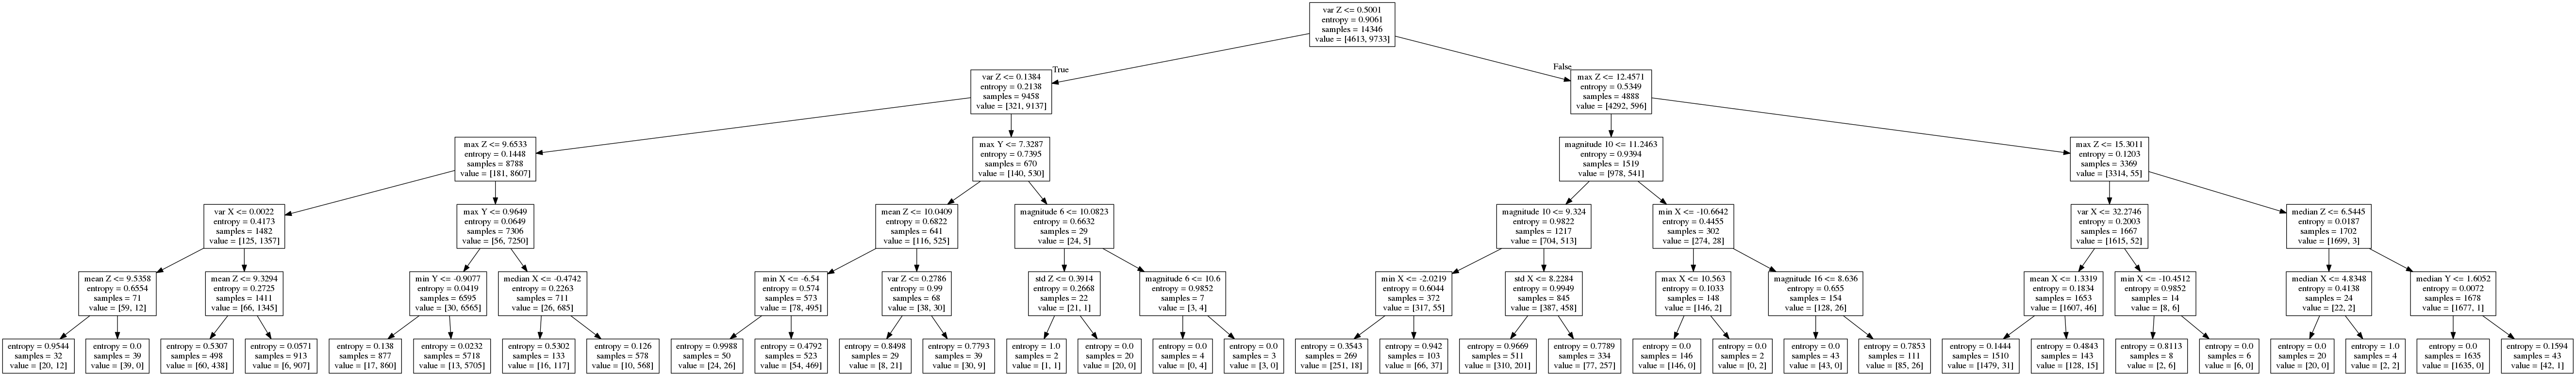 var Z <= 0.5001
entropy = 0.9061
samples = 14346
value = [4613, 9733]
True
False
var Z <= 0.1384
entropy = 0.2138
samples = 9458
value = [321, 9137]
max Z <= 12.4571
entropy = 0.5349
samples = 4888
value = [4292, 596]
max Z <= 9.6533
entropy = 0.1448
samples = 8788
value = [181, 8607]
max Y <= 7.3287
entropy = 0.7395
samples = 670
value = [140, 530]
magnitude 10 <= 11.2463
entropy = 0.9394
samples = 1519
value = [978, 541]
max Z <= 15.3011
entropy = 0.1203
samples = 3369
value = [3314, 55]
var X <= 0.0022
entropy = 0.4173
samples = 1482
value = [125, 1357]
max Y <= 0.9649
entropy = 0.0649
samples = 7306
value = [56, 7250]
mean Z <= 10.0409
entropy = 0.6822
samples = 641
value = [116, 525]
magnitude 6 <= 10.0823
entropy = 0.6632
samples = 29
value = [24, 5]
magnitude 10 <= 9.324
entropy = 0.9822
samples = 1217
value = [704, 513]
min X <= -10.6642
entropy = 0.4455
samples = 302
value = [274, 28]
var X <= 32.2746
entropy = 0.2003
samples = 1667
value = [1615, 52]
median Z <= 6.5445
entropy = 0.0187
samples = 1702
value = [1699, 3]
mean Z <= 9.5358
entropy = 0.6554
samples = 71
value = [59, 12]
mean Z <= 9.3294
entropy = 0.2725
samples = 1411
value = [66, 1345]
min Y <= -0.9077
entropy = 0.0419
samples = 6595
value = [30, 6565]
median X <= -0.4742
entropy = 0.2263
samples = 711
value = [26, 685]
min X <= -6.54
entropy = 0.574
samples = 573
value = [78, 495]
var Z <= 0.2786
entropy = 0.99
samples = 68
value = [38, 30]
std Z <= 0.3914
entropy = 0.2668
samples = 22
value = [21, 1]
magnitude 6 <= 10.6
entropy = 0.9852
samples = 7
value = [3, 4]
min X <= -2.0219
entropy = 0.6044
samples = 372
value = [317, 55]
std X <= 8.2284
entropy = 0.9949
samples = 845
value = [387, 458]
max X <= 10.563
entropy = 0.1033
samples = 148
value = [146, 2]
magnitude 16 <= 8.636
entropy = 0.655
samples = 154
value = [128, 26]
mean X <= 1.3319
entropy = 0.1834
samples = 1653
value = [1607, 46]
min X <= -10.4512
entropy = 0.9852
samples = 14
value = [8, 6]
median X <= 4.8348
entropy = 0.4138
samples = 24
value = [22, 2]
median Y <= 1.6052
entropy = 0.0072
samples = 1678
value = [1677, 1]
entropy = 0.9544
samples = 32
value = [20, 12]
entropy = 0.0
samples = 39
value = [39, 0]
entropy = 0.5307
samples = 498
value = [60, 438]
entropy = 0.0571
samples = 913
value = [6, 907]
entropy = 0.138
samples = 877
value = [17, 860]
entropy = 0.0232
samples = 5718
value = [13, 5705]
entropy = 0.5302
samples = 133
value = [16, 117]
entropy = 0.126
samples = 578
value = [10, 568]
entropy = 0.9988
samples = 50
value = [24, 26]
entropy = 0.4792
samples = 523
value = [54, 469]
entropy = 0.8498
samples = 29
value = [8, 21]
entropy = 0.7793
samples = 39
value = [30, 9]
entropy = 1.0
samples = 2
value = [1, 1]
entropy = 0.0
samples = 20
value = [20, 0]
entropy = 0.0
samples = 4
value = [0, 4]
entropy = 0.0
samples = 3
value = [3, 0]
entropy = 0.3543
samples = 269
value = [251, 18]
entropy = 0.942
samples = 103
value = [66, 37]
entropy = 0.9669
samples = 511
value = [310, 201]
entropy = 0.7789
samples = 334
value = [77, 257]
entropy = 0.0
samples = 146
value = [146, 0]
entropy = 0.0
samples = 2
value = [0, 2]
entropy = 0.0
samples = 43
value = [43, 0]
entropy = 0.7853
samples = 111
value = [85, 26]
entropy = 0.1444
samples = 1510
value = [1479, 31]
entropy = 0.4843
samples = 143
value = [128, 15]
entropy = 0.8113
samples = 8
value = [2, 6]
entropy = 0.0
samples = 6
value = [6, 0]
entropy = 0.0
samples = 20
value = [20, 0]
entropy = 1.0
samples = 4
value = [2, 2]
entropy = 0.0
samples = 1635
value = [1635, 0]
entropy = 0.1594
samples = 43
value = [42, 1]